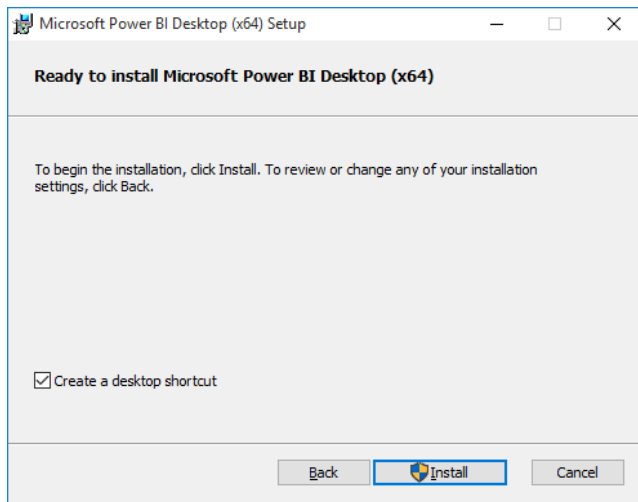 Microsoft Power BI Desktop (x64) Setup
Ready to install Microsoft Power BI Desktop (x64)
To begin the installation, click Install. To review or change any of your installation
settings, click Back.
Create a desktop shortcut
Back Install Cancel